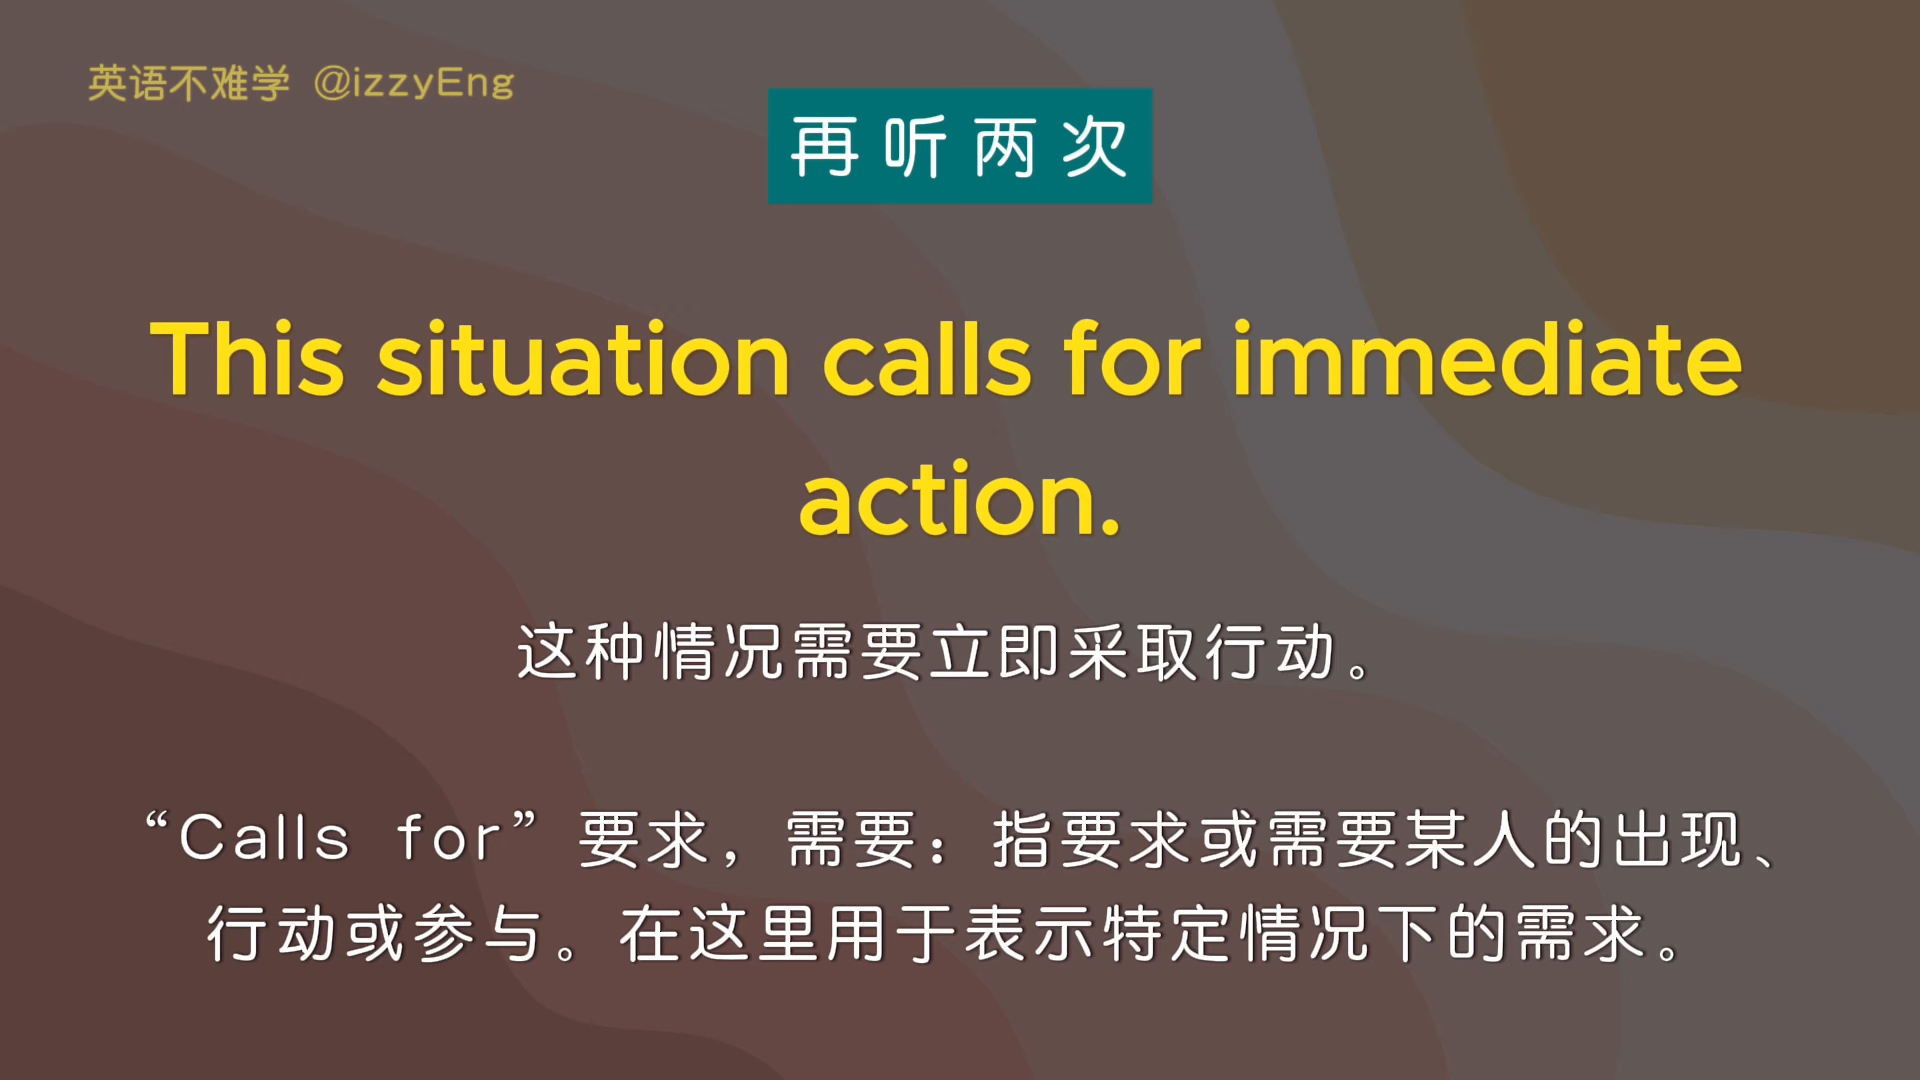 英语不难学 @izzyEng
再听两次
This situation calls for immediate
action.
这种情况需要立即采取行动。
“Calls for”要求，需要：指要求或需要某人的出现、
行动或参与。在这里用于表示特定情况下的需求。